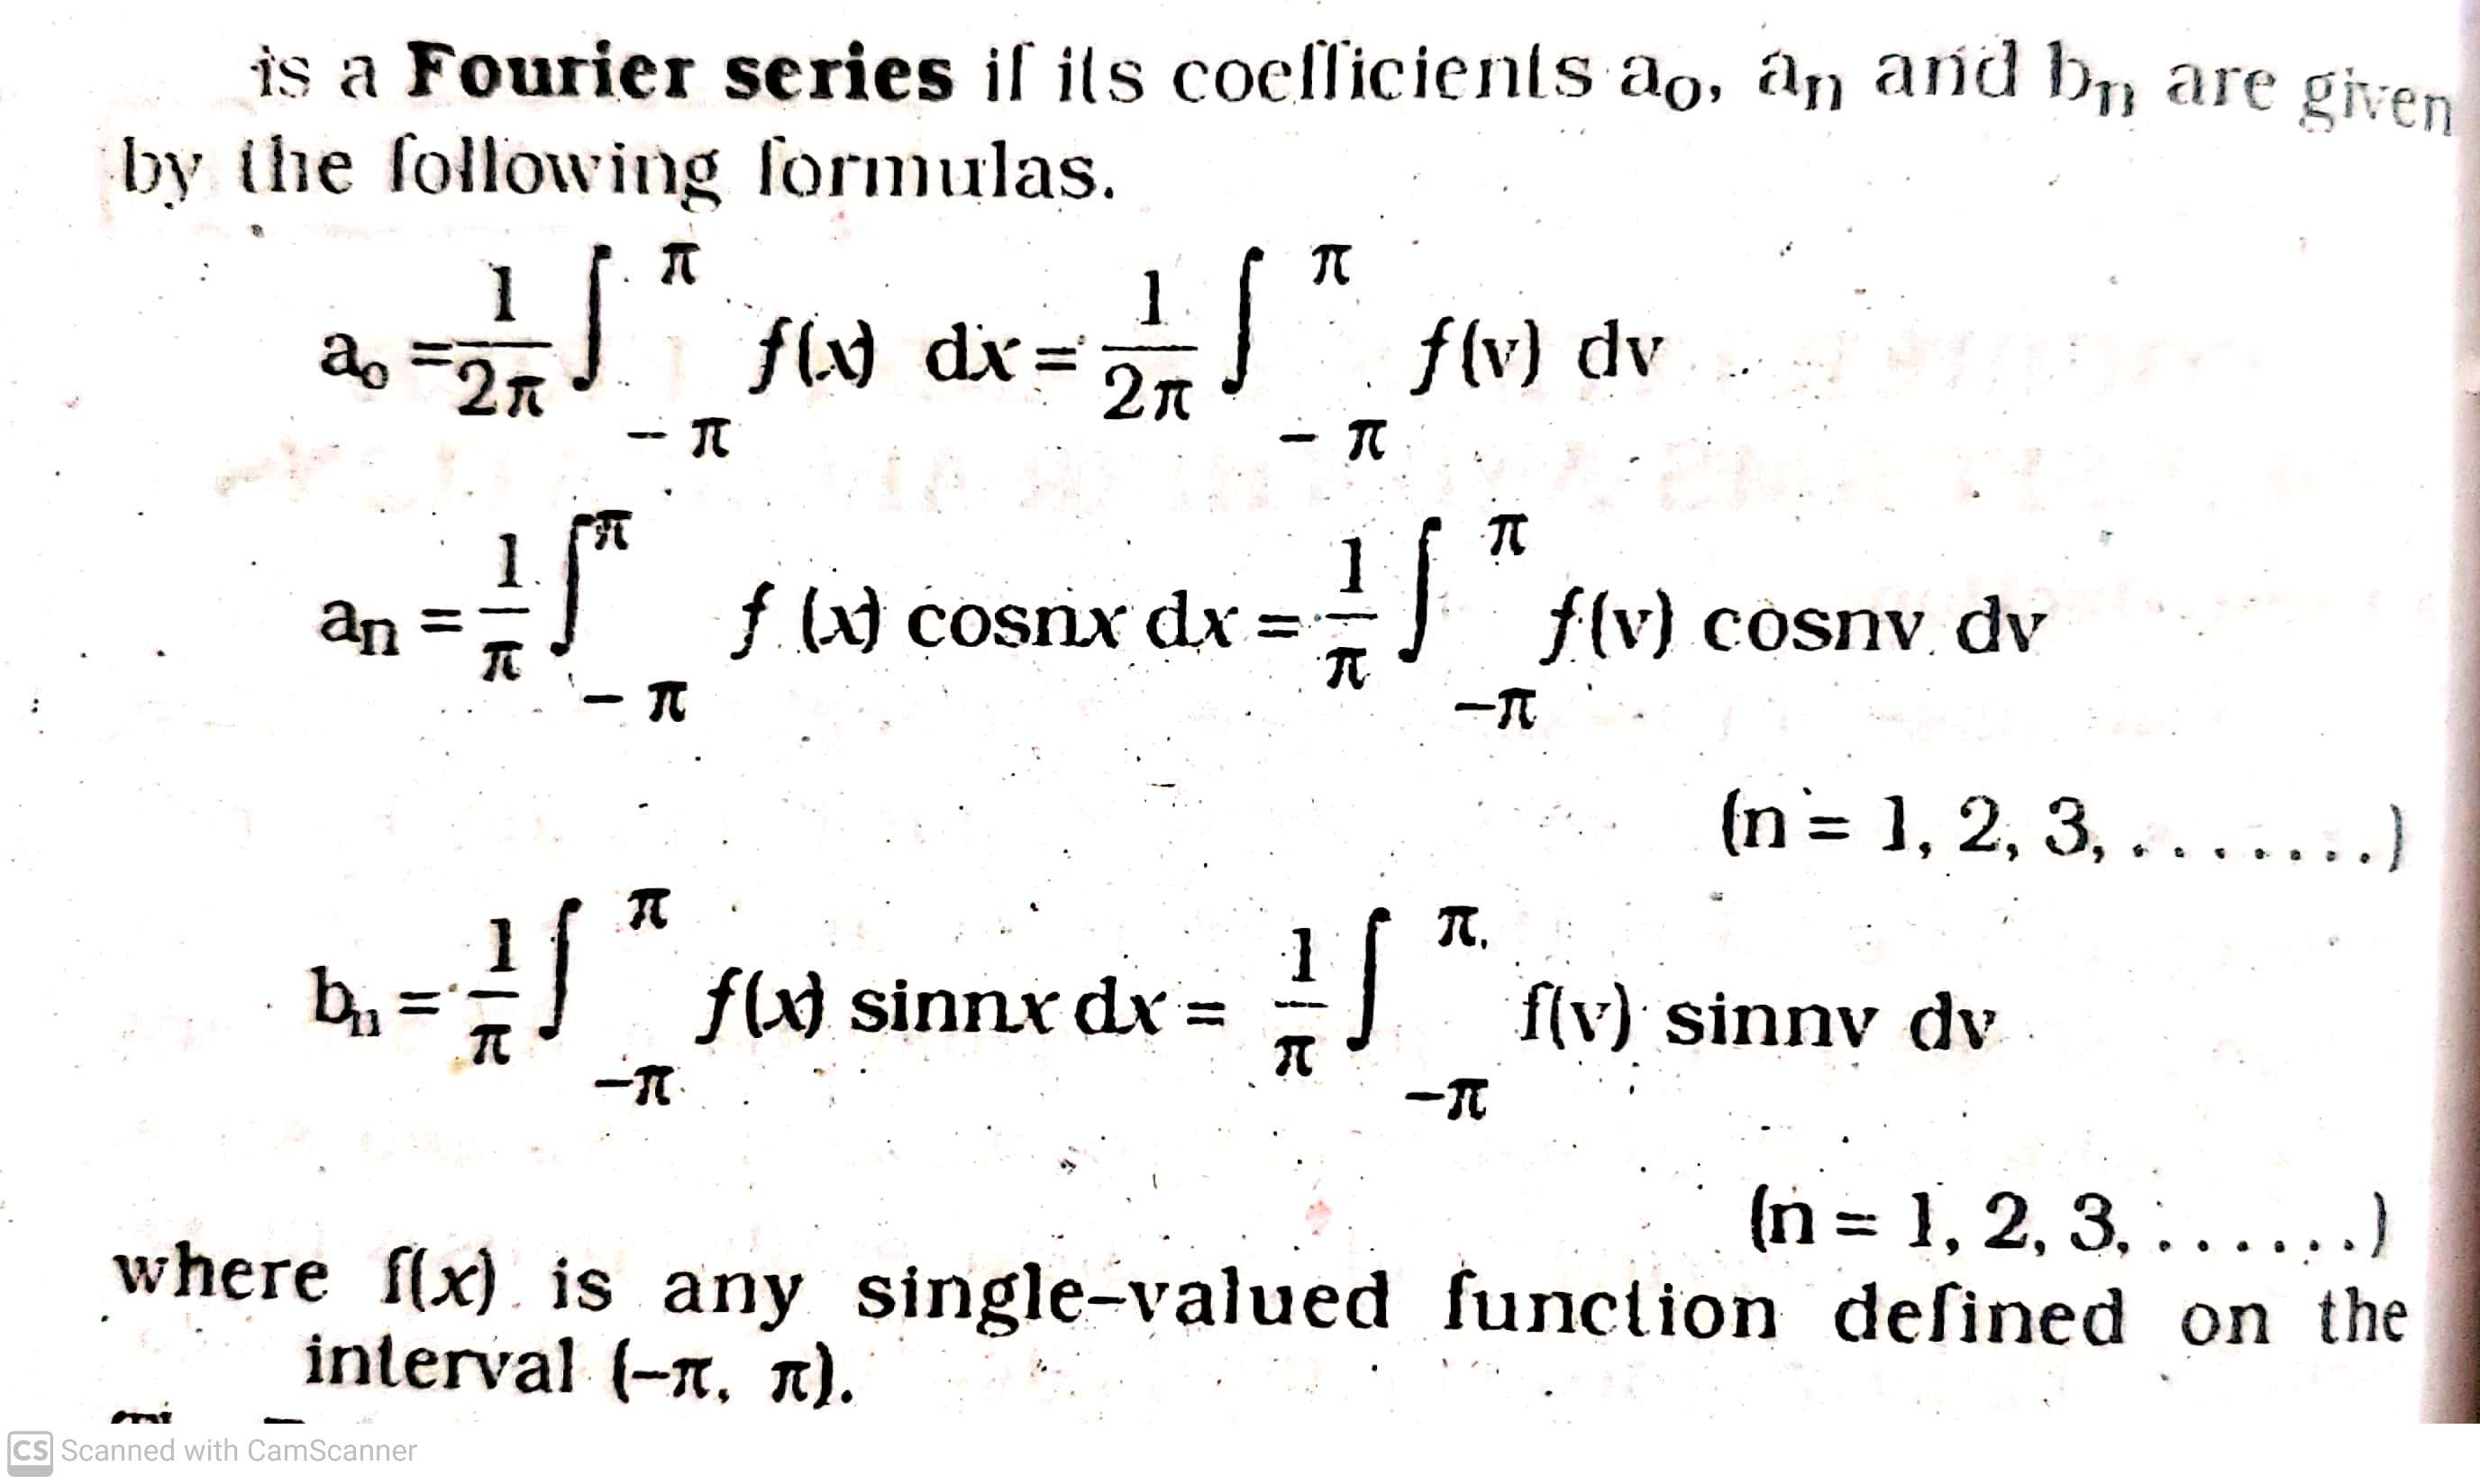 is a Fourier series if its coefficients a₀, aₙ and bₙ are given
by the following formulas.
a₀ = 1/2π ∫_{-π}^{π} f(x) dx = 1/2π ∫_{-π}^{π} f(v) dv
aₙ = 1/π ∫_{-π}^{π} f (x) cosnx dx = 1/π ∫_{-π}^{π} f(v) cosnv dv
(n = 1, 2, 3, . . . . . . .)
bₙ = 1/π ∫_{-π}^{π} f(x) sinnx dx = 1/π ∫_{-π}^{π} f(v) sinnv dv
(n = 1, 2, 3, . . . . . . .)
where f(x) is any single-valued function defined on the
interval (-π, π).
CS Scanned with CamScanner